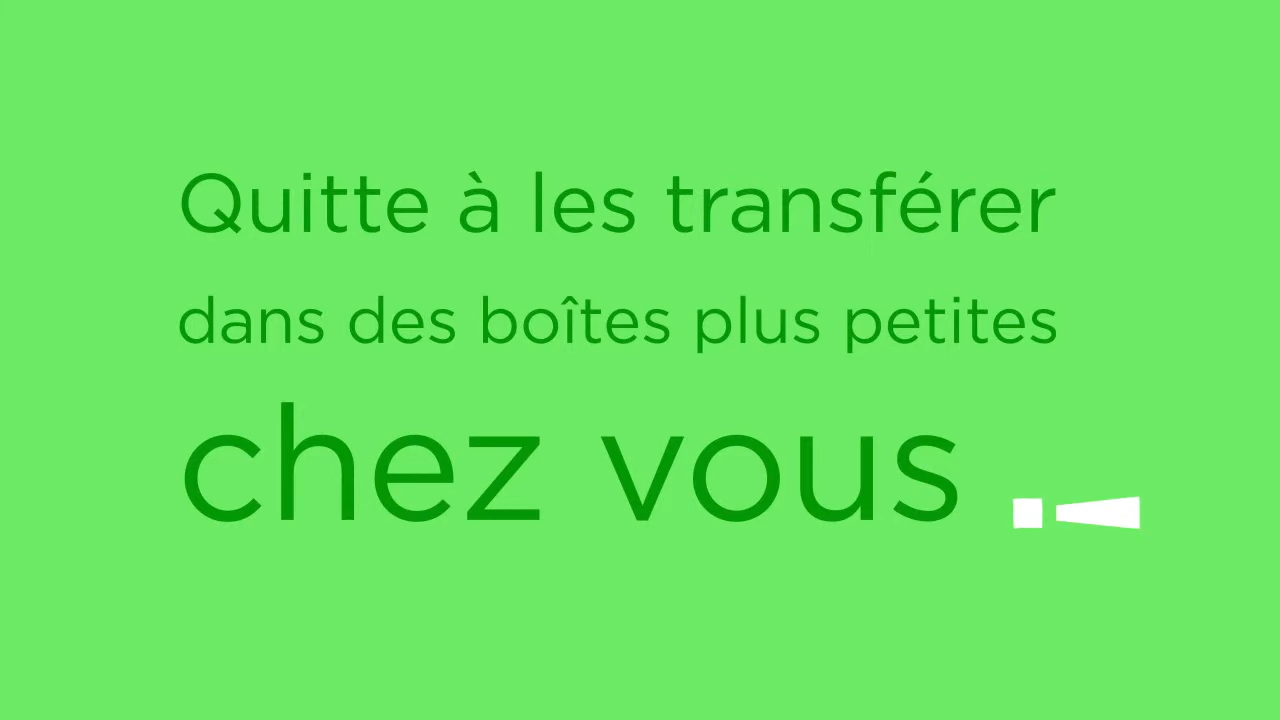 Quitte à les transférer
dans des boîtes plus petites
chez vous !